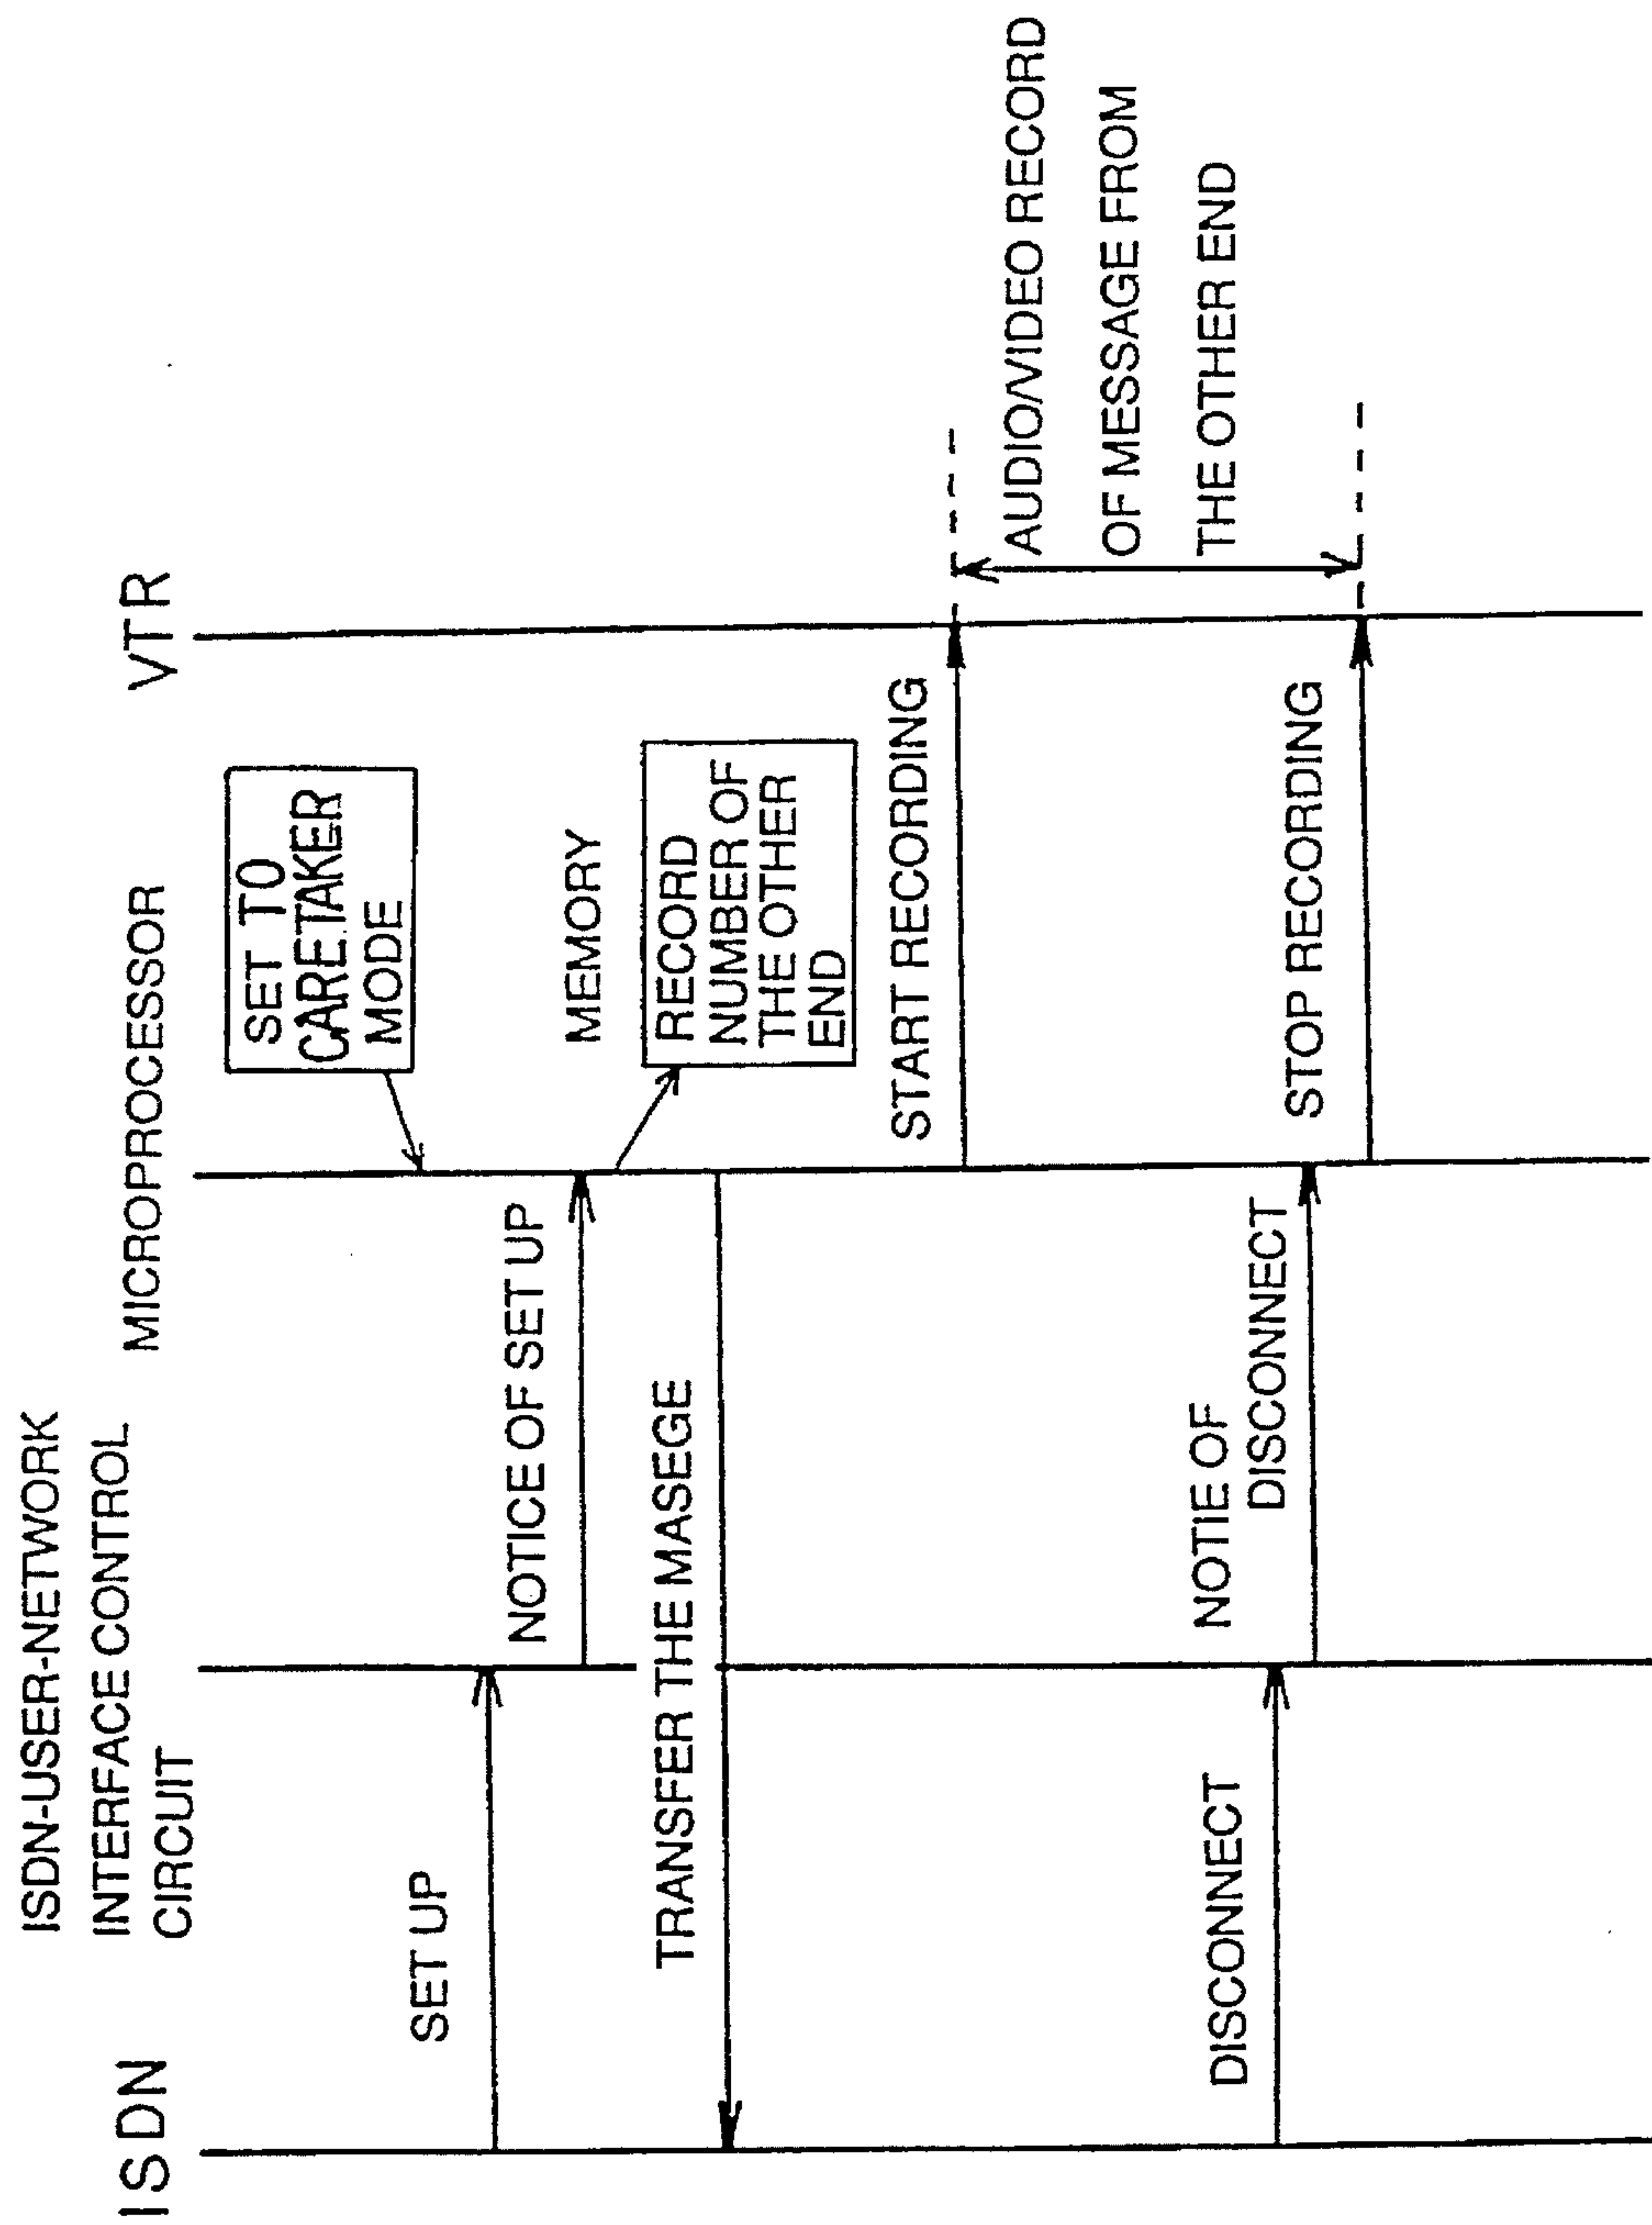 ISDN
ISDN-USER-NETWORK
INTERFACE CONTROL
CIRCUIT
MICROPROCESSOR
VTR
SET TO
CARETAKER
MODE
SET UP
NOTICE OF SET UP
MEMORY
RECORD
NUMBER OF
THE OTHER
END
TRANSFER THE MASEGE
START RECORDING
AUDIO/VIDEO RECORD
OF MESSAGE FROM
THE OTHER END
DISCONNECT
NOTIE OF
DISCONNECT
STOP RECORDING